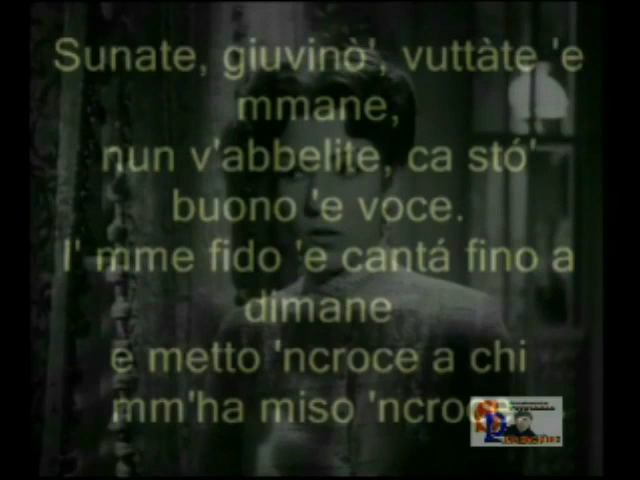 Sunate, giuvinò', vuttàte 'e
mmane,
nun v'abbelite, ca stó'
buono 'e voce.
I' mme fido 'e cantá fino a
dimane
e metto 'ncroce a chi
mm'ha miso 'ncroce